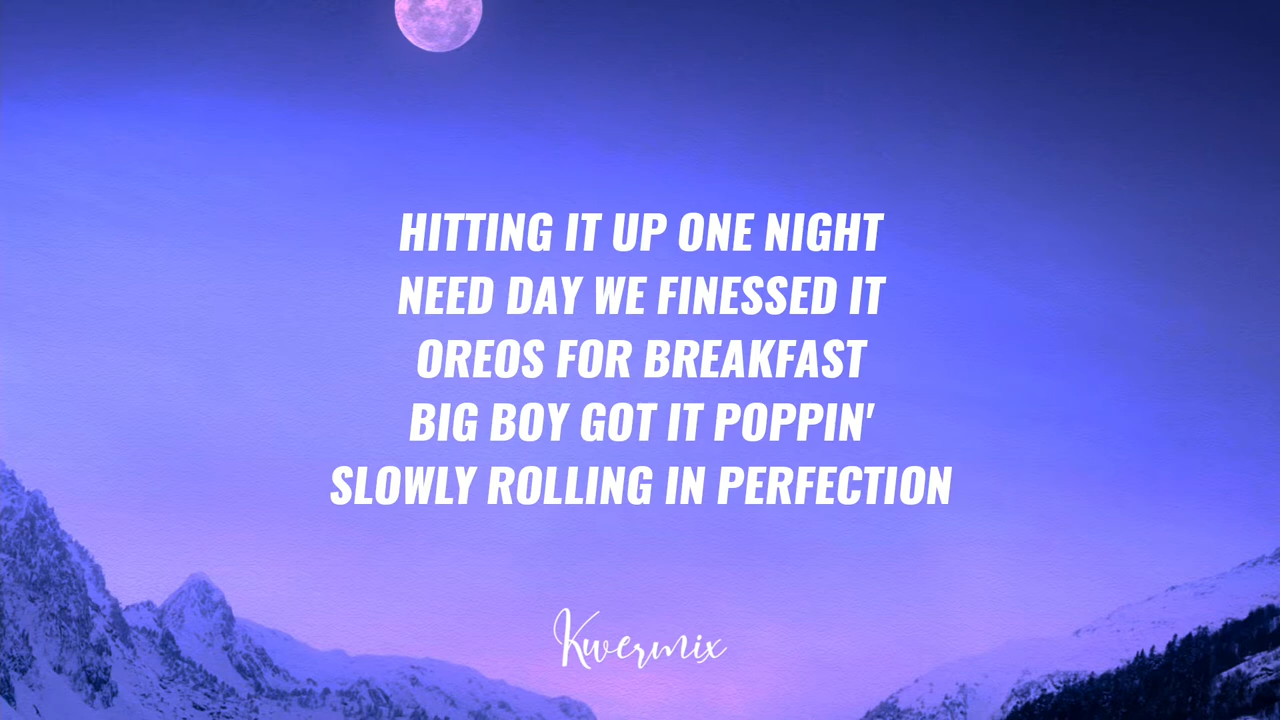 HITTING IT UP ONE NIGHT
NEED DAY WE FINESSED IT
OREOS FOR BREAKFAST
BIG BOY GOT IT POPPIN'
SLOWLY ROLLING IN PERFECTION
Kwermix